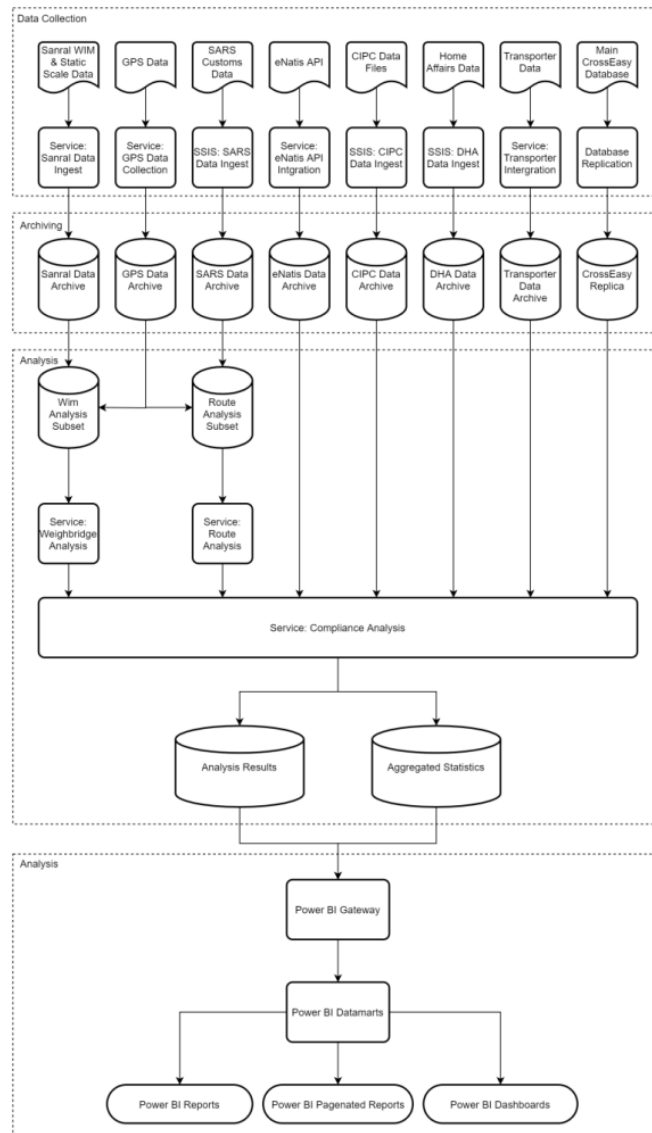 Data Collection
Sanral WIM
& Static
Scale Data
GPS Data
SARS
Customs
Data
eNatis API
CIPC Data
Files
Home
Affairs Data
Transporter
Data
Main
CrossEasy
Database
Service:
Sanral Data
Ingest
Service:
GPS Data
Collection
SSIS: SARS
Data Ingest
Service:
eNatis API
Intgration
SSIS: CIPC
Data Ingest
SSIS: DHA
Data Ingest
Service:
Transporter
Intergration
Database
Replication
Archiving
Sanral Data
Archive
GPS Data
Archive
SARS Data
Archive
eNatis Data
Archive
CIPC Data
Archive
DHA Data
Archive
Transporter
Data
Archive
CrossEasy
Replica
Analysis
Wim
Analysis
Subset
Route
Analysis
Subset
Service:
Weighbridge
Analysis
Service:
Route
Analysis
Service: Compliance Analysis
Analysis Results
Aggregated Statistics
Analysis
Power BI Gateway
Power BI Datamarts
Power BI Reports
Power BI Pagenated Reports
Power BI Dashboards